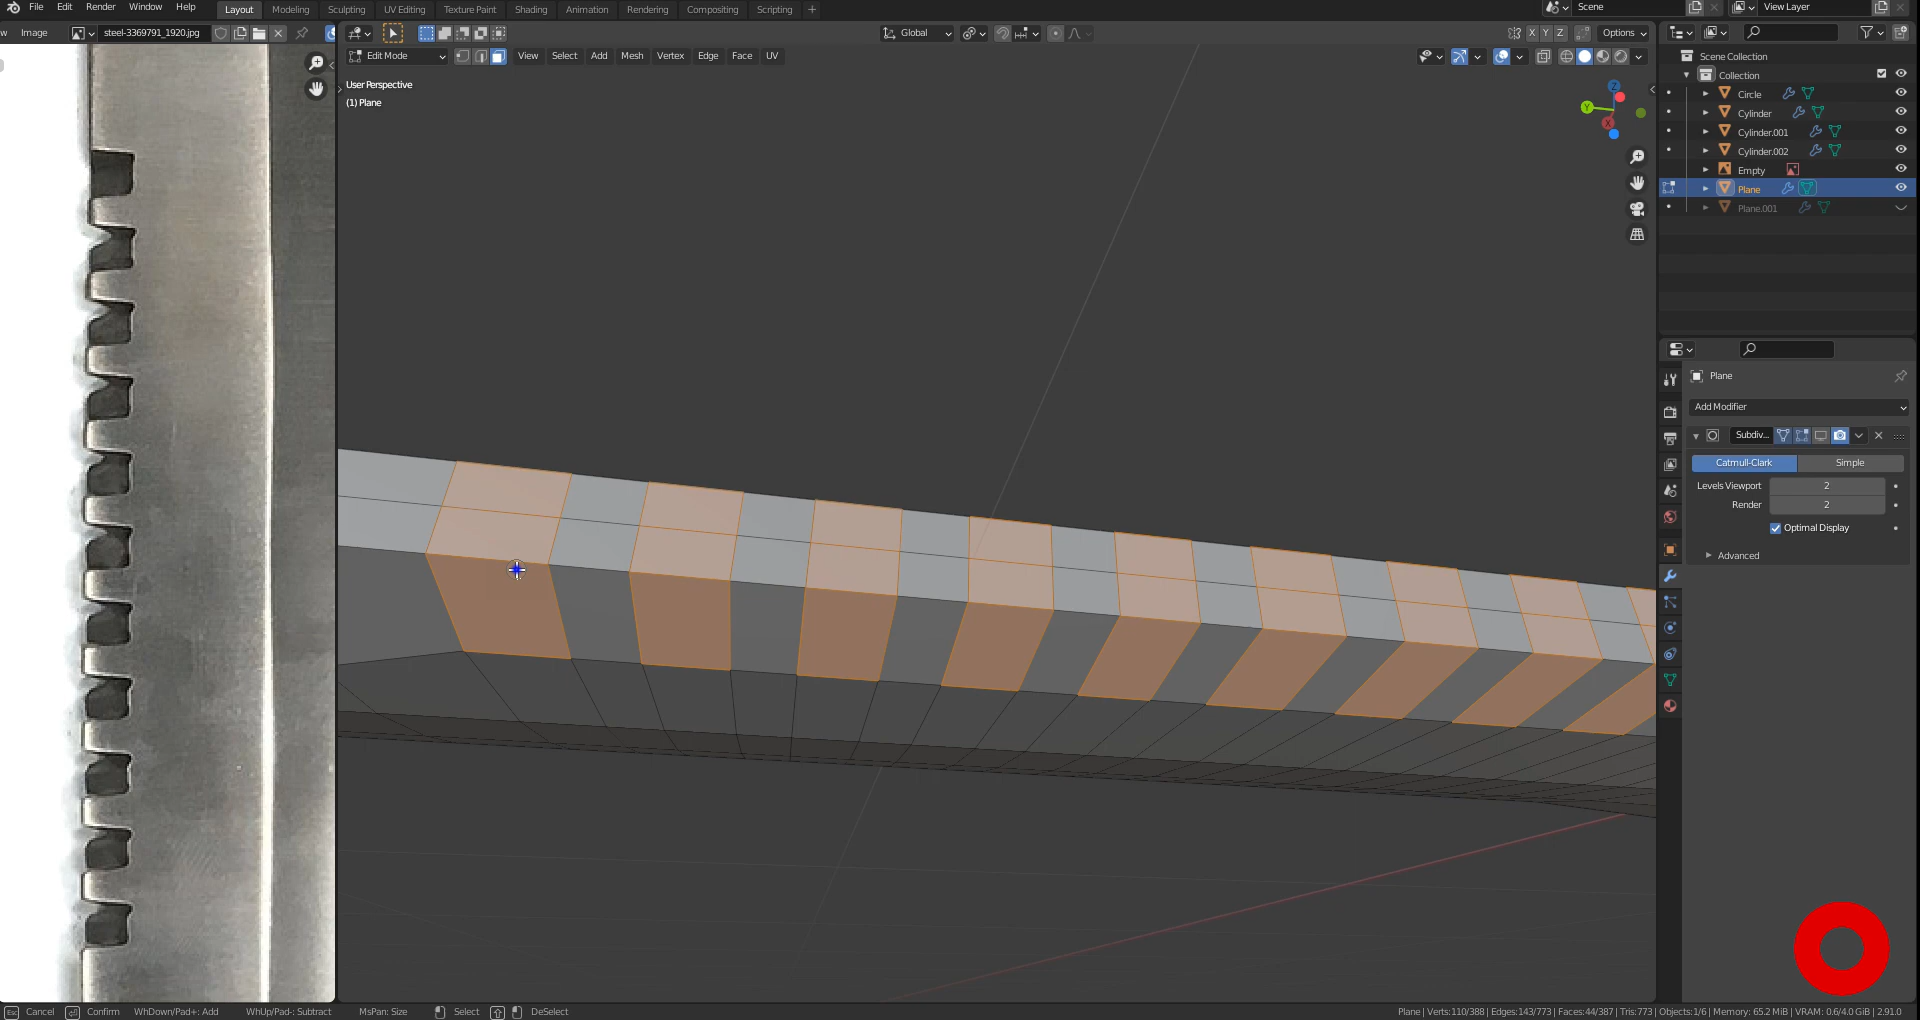 File Edit Render Window Help Layout Modeling Sculpting UV Editing Texture Paint Shading Animation Rendering Compositing Scripting + Scene View Layer
w Image steel-3369791_1920.jpg Global X Y Z Options
Edit Mode View Select Add Mesh Vertex Edge Face UV
User Perspective
(1) Plane
Z
Y
X
Scene Collection
Collection
Circle
Cylinder
Cylinder.001
Cylinder.002
Empty
Plane
Plane.001
Plane
Add Modifier
Subdiv...
Catmull-Clark Simple
Levels Viewport 2
Render 2
Optimal Display
Advanced
Esc Cancel Confirm WhDown/Pad+: Add WhUp/Pad-: Subtract MsPan: Size Select DeSelect Plane | Verts:110/388 | Edges:143/773 | Faces:44/387 | Tris:773 | Objects:1/6 | Memory: 65.2 MiB | VRAM: 0.6/4.0 GiB | 2.91.0